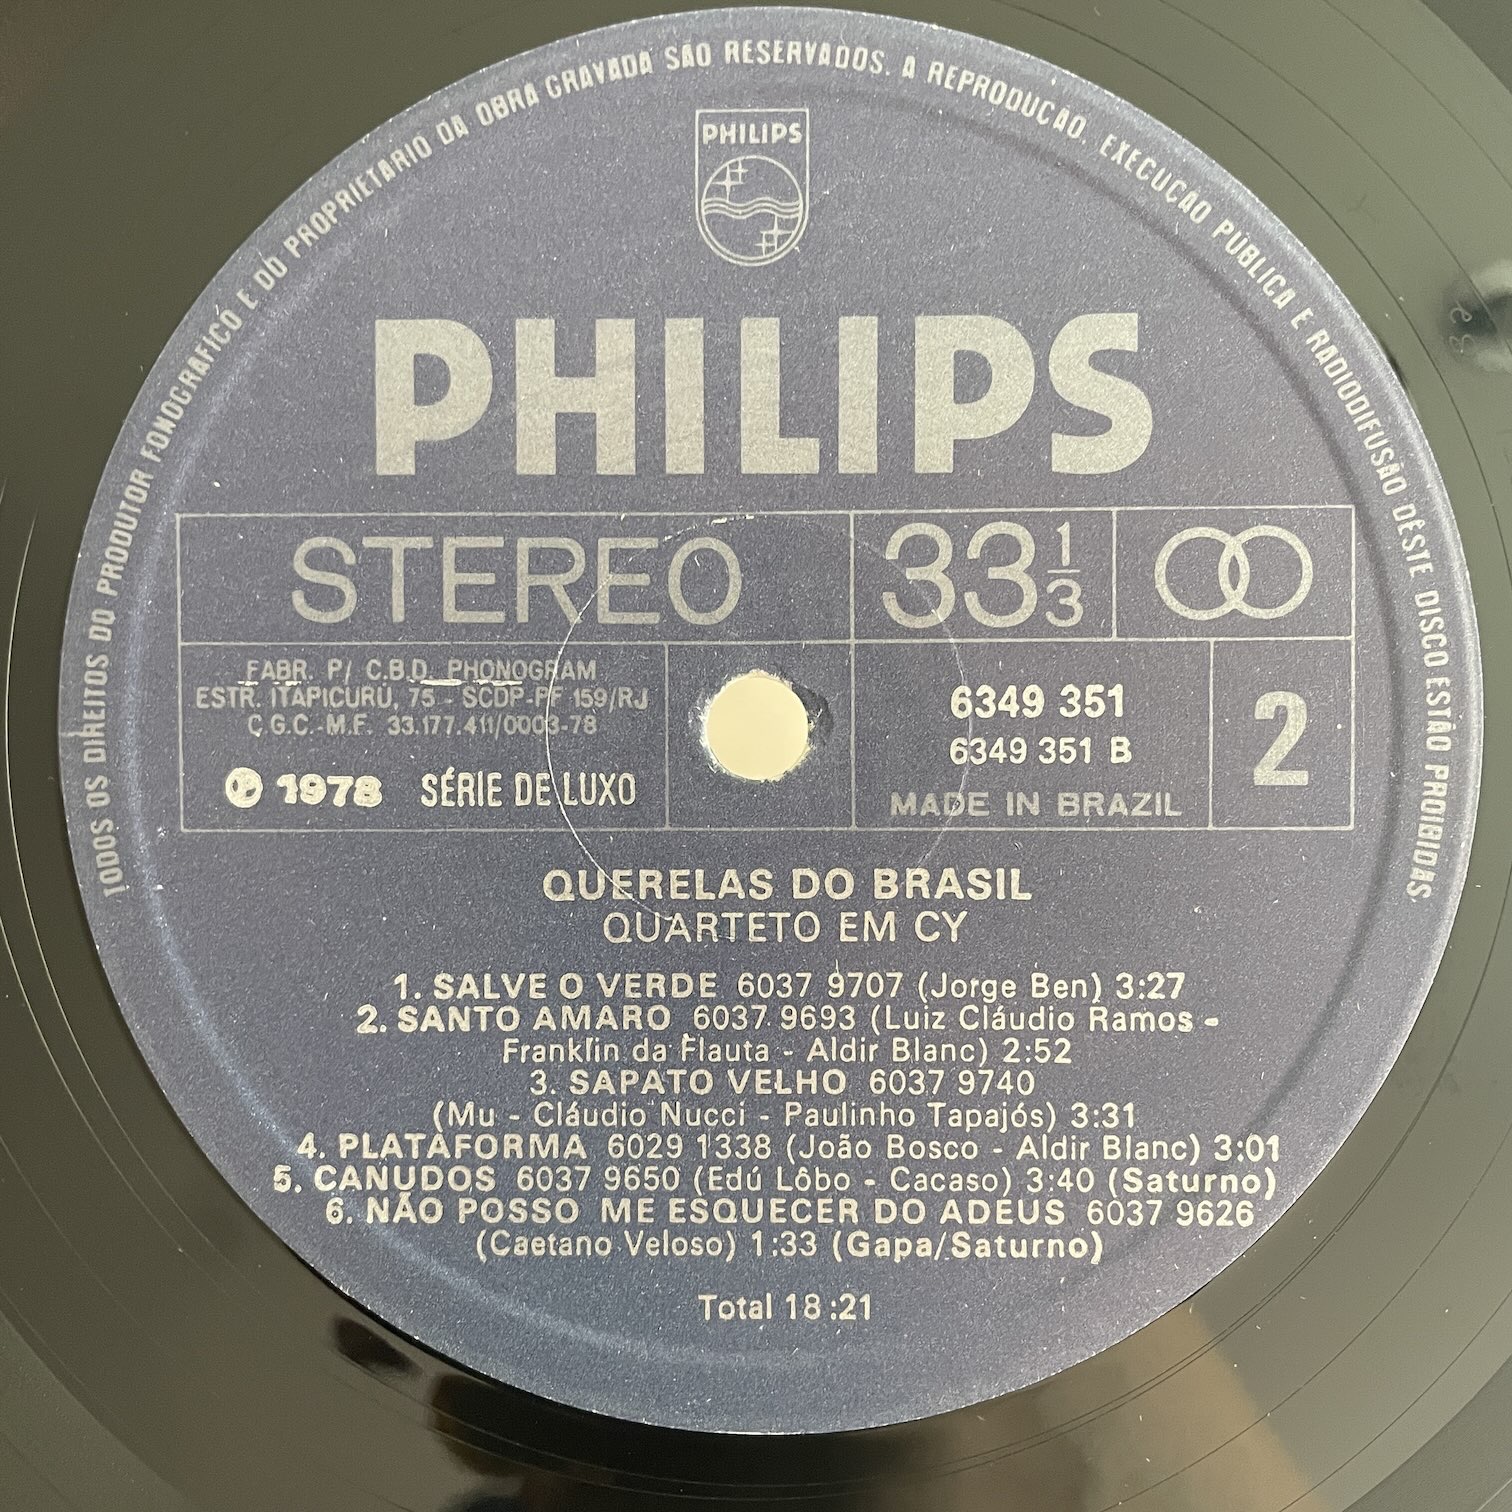 TODOS OS DIREITOS DO PRODUTOR FONOGRAFICO E DO PROPRIETARIO DA OBRA GRAVADA SÃO RESERVADOS. A REPRODUÇÃO, EXECUÇÃO PUBLICA E RADIODIFUSÃO DESTE DISCO ESTÃO PROIBIDAS
PHILIPS
PHILIPS
STEREO 33 1/3
FABR. P/ C.B.D. PHONOGRAM
ESTR. ITAPICURU, 75 - SCDP-PF 159/RJ
C.G.C.-M.F. 33.177.411/0003-78
Ⓟ 1978 SÉRIE DE LUXO
6349 351
6349 351 B
MADE IN BRAZIL
2
QUERELAS DO BRASIL
QUARTETO EM CY
1. SALVE O VERDE 6037 9707 (Jorge Ben) 3:27
2. SANTO AMARO 6037 9693 (Luiz Cláudio Ramos -
Franklin da Flauta - Aldir Blanc) 2:52
3. SAPATO VELHO 6037 9740
(Mu - Cláudio Nucci - Paulinho Tapajós) 3:31
4. PLATAFORMA 6029 1338 (João Bosco - Aldir Blanc) 3:01
5. CANUDOS 6037 9650 (Edú Lôbo - Cacaso) 3:40 (Saturno)
6. NÃO POSSO ME ESQUECER DO ADEUS 6037 9626
(Caetano Veloso) 1:33 (Gapa/Saturno)
Total 18:21